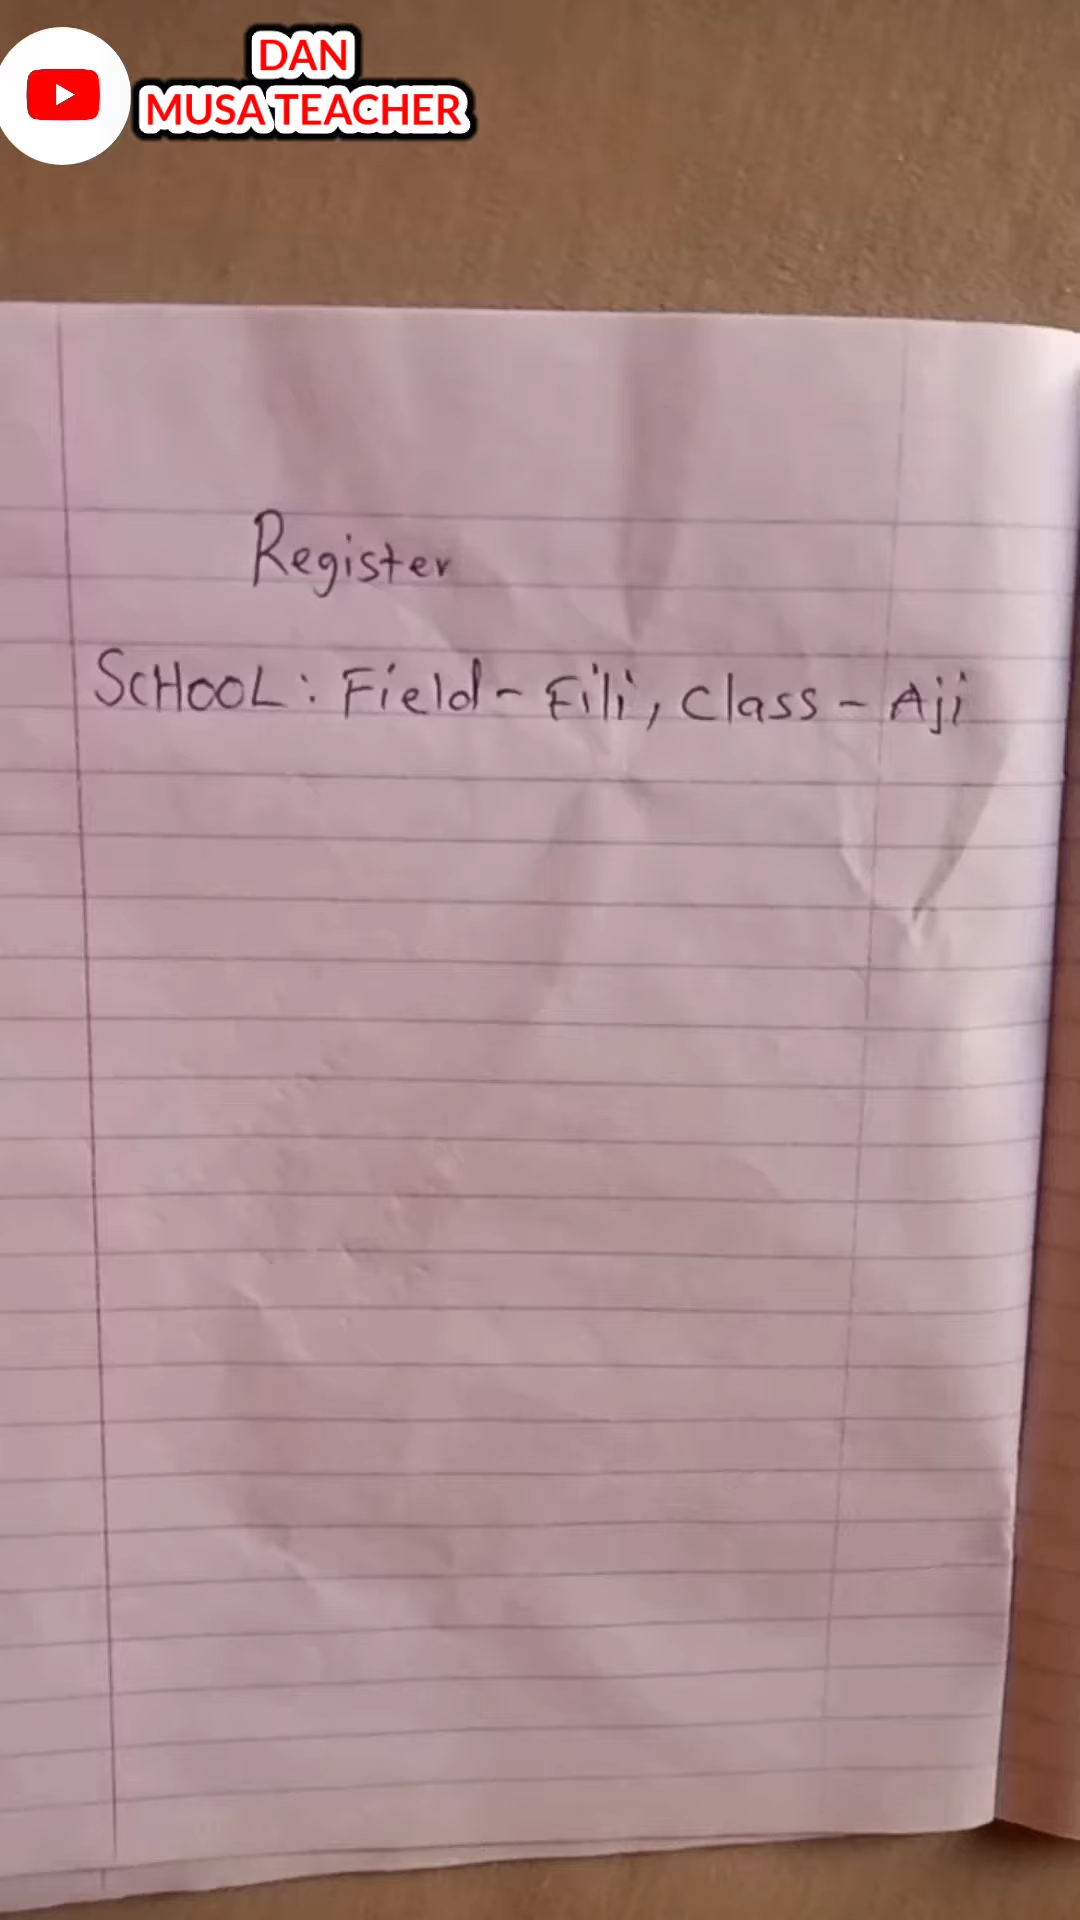 DAN
MUSA TEACHER
Register
SCHOOL: Field - Fili, Class - Aji